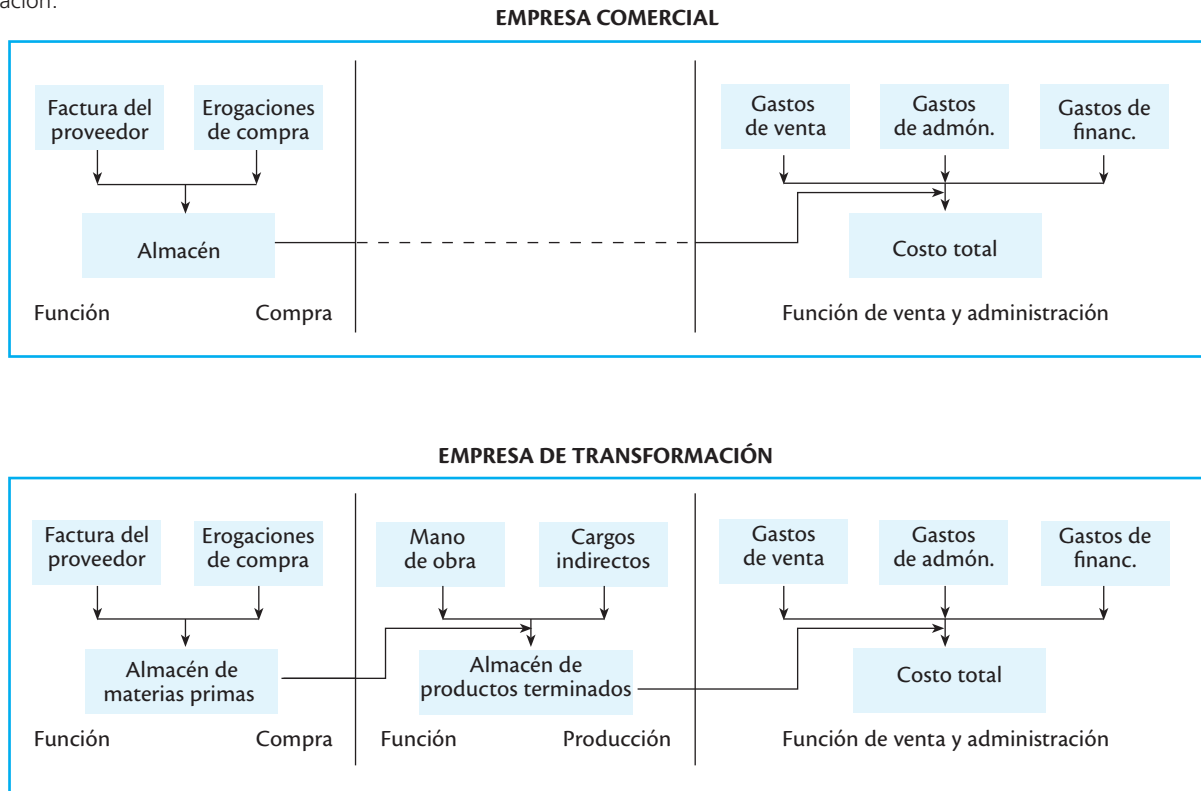 ación.
EMPRESA COMERCIAL
Factura del
proveedor
Erogaciones
de compra
Gastos
de venta
Gastos
de admón.
Gastos de
financ.
Almacén
Costo total
Función
Compra
Función de venta y administración
EMPRESA DE TRANSFORMACIÓN
Factura del
proveedor
Erogaciones
de compra
Mano
de obra
Cargos
indirectos
Gastos
de venta
Gastos
de admón.
Gastos de
financ.
Almacén de
materias primas
Almacén de
productos terminados
Costo total
Función
Compra
Función
Producción
Función de venta y administración